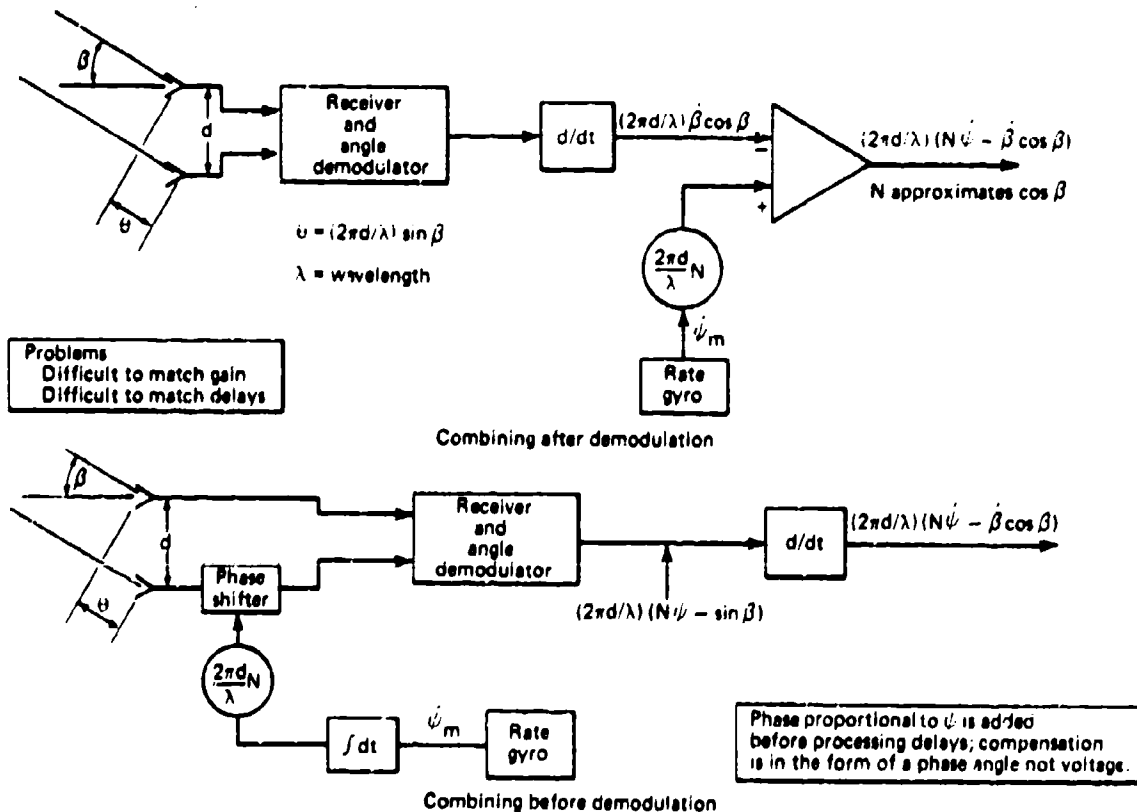 β
d
θ
Receiver
and
angle
demodulator
d/dt
(2πd/λ) β̇ cos β
−
+
(2πd/λ) (Nψ̇ − β̇ cos β)
N approximates cos β
θ = (2πd/λ) sin β
λ = wavelength
2πd/λ N
ψ̇m
Rate
gyro
Problems
Difficult to match gain
Difficult to match delays
Combining after demodulation
β
d
θ
Phase
shifter
Receiver
and
angle
demodulator
d/dt
(2πd/λ) (Nψ̇ − β̇ cos β)
(2πd/λ) (Nψ − sin β)
2πd/λ N
∫ dt
ψ̇m
Rate
gyro
Phase proportional to ψ is added
before processing delays; compensation
is in the form of a phase angle not voltage.
Combining before demodulation